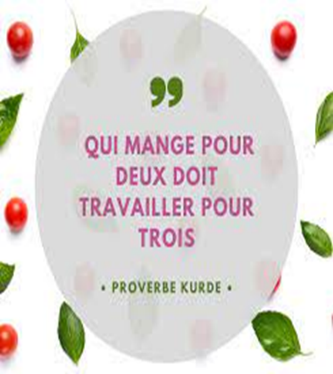 ”
QUI MANGE POUR
DEUX DOIT
TRAVAILLER POUR
TROIS
• PROVERBE KURDE •